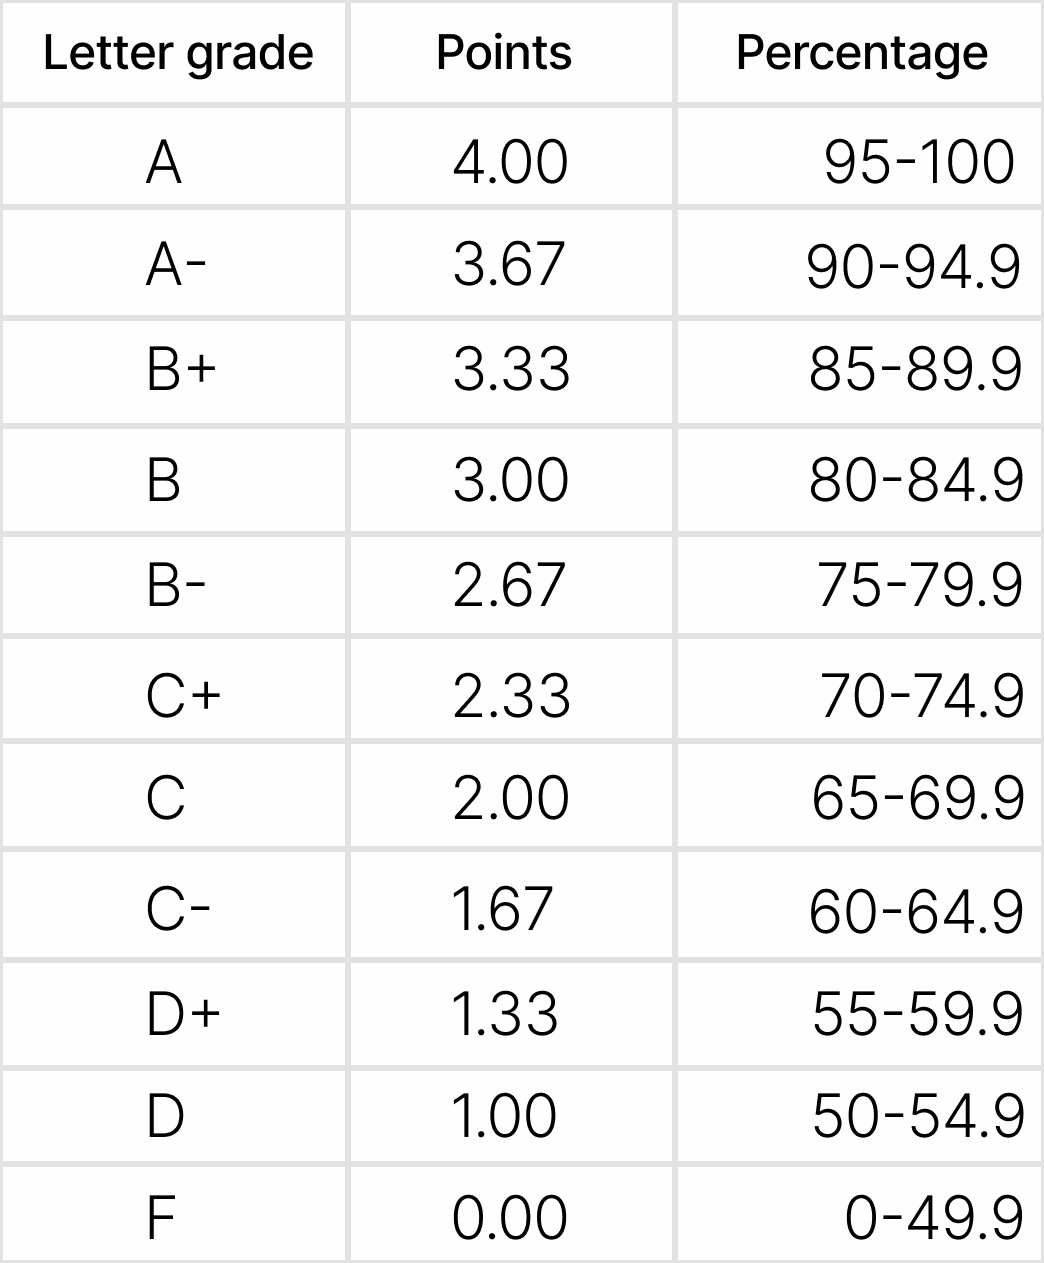 Letter grade Points Percentage
A 4.00 95-100
A- 3.67 90-94.9
B+ 3.33 85-89.9
B 3.00 80-84.9
B- 2.67 75-79.9
C+ 2.33 70-74.9
C 2.00 65-69.9
C- 1.67 60-64.9
D+ 1.33 55-59.9
D 1.00 50-54.9
F 0.00 0-49.9